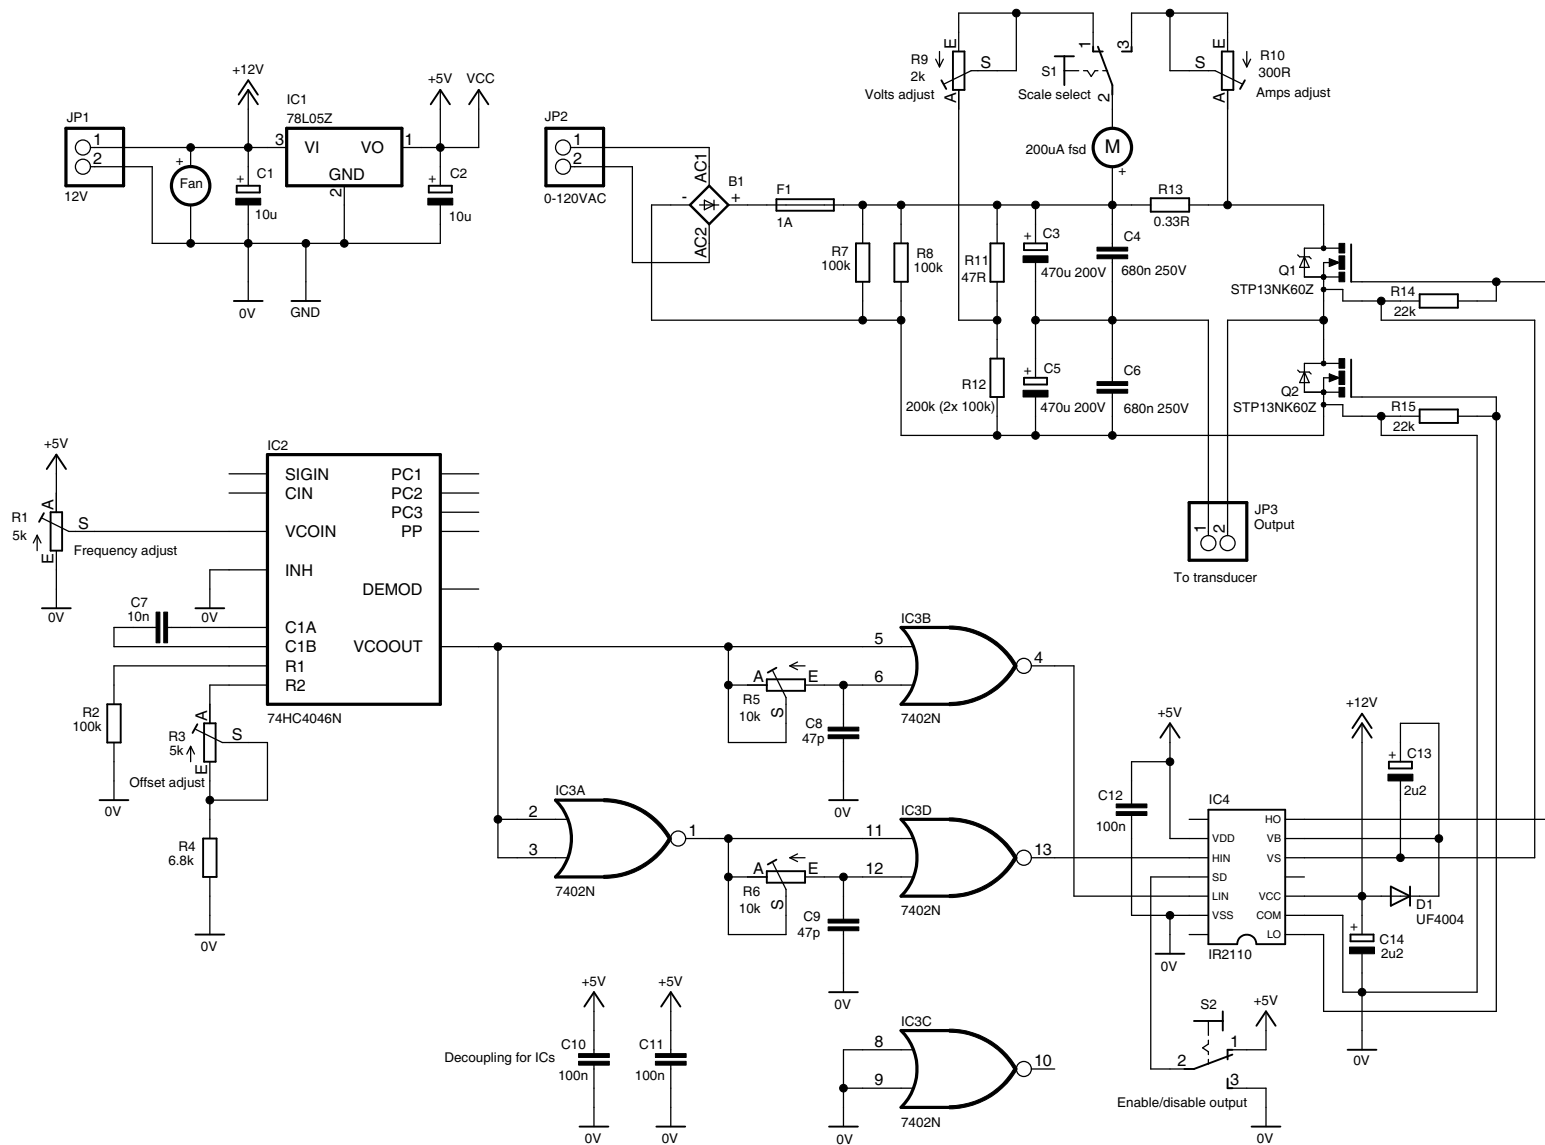 JP1
1
2
12V
+12V
IC1
78L05Z
3
VI
VO
1
GND
2
+
Fan
+
C1
10u
+5V
VCC
+
C2
10u
0V
GND
JP2
1
2
0-120VAC
AC1
AC2
-
+
B1
F1
1A
R7
100k
R8
100k
R9
2k
Volts adjust
E
S
A
S1
Scale select
1
3
2
200uA fsd
M
+
E
S
A
R10
300R
Amps adjust
R13
0.33R
R11
47R
+
C3
470u 200V
C4
680n 250V
R12
200k (2x 100k)
+
C5
470u 200V
C6
680n 250V
Q1
STP13NK60Z
R14
22k
Q2
STP13NK60Z
R15
22k
JP3
Output
1
2
To transducer
+5V
A
R1
5k
S
E
Frequency adjust
0V
IC2
SIGIN
CIN
VCOIN
INH
C1A
C1B
R1
R2
PC1
PC2
PC3
PP
DEMOD
VCOOUT
74HC4046N
0V
C7
10n
R2
100k
0V
A
R3
5k
S
E
Offset adjust
R4
6.8k
0V
IC3A
2
3
1
7402N
A
E
R5
10k
S
C8
47p
0V
IC3B
5
6
4
7402N
A
E
R6
10k
S
C9
47p
0V
IC3D
11
12
13
7402N
IC3C
8
9
10
7402N
0V
Decoupling for ICs
+5V
C10
100n
0V
+5V
C11
100n
0V
+5V
C12
100n
0V
IC4
VDD
HIN
SD
LIN
VSS
HO
VB
VS
VCC
COM
LO
IR2110
+12V
+
C13
2u2
D1
UF4004
+
C14
2u2
0V
S2
+5V
1
2
3
Enable/disable output
0V